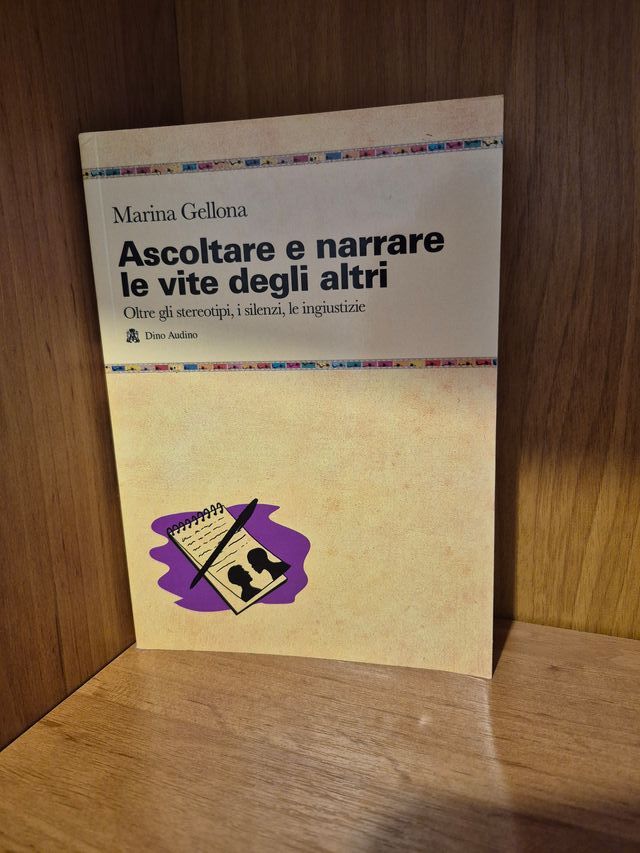 Marina Gellona
Ascoltare e narrare
le vite degli altri
Oltre gli stereotipi, i silenzi, le ingiustizie
Dino Audino